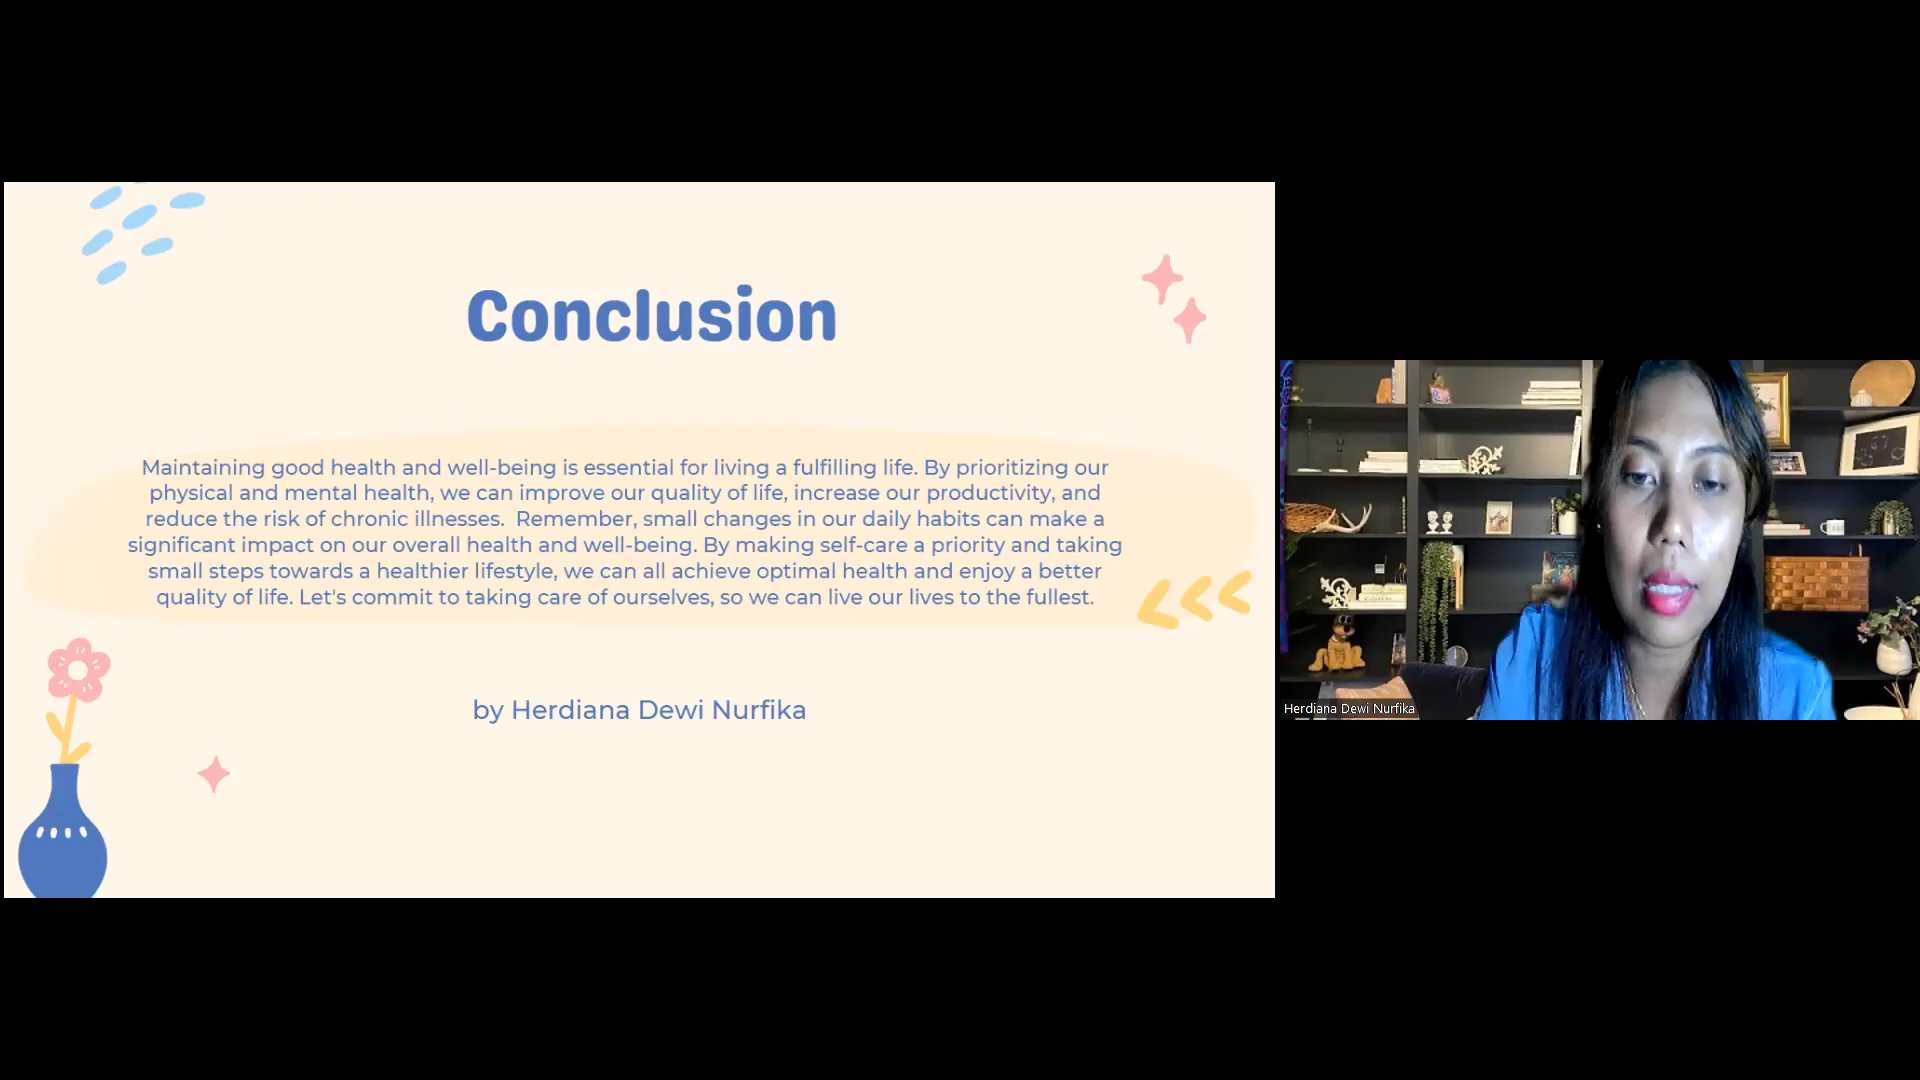 Conclusion
Maintaining good health and well-being is essential for living a fulfilling life. By prioritizing our
physical and mental health, we can improve our quality of life, increase our productivity, and
reduce the risk of chronic illnesses.  Remember, small changes in our daily habits can make a
significant impact on our overall health and well-being. By making self-care a priority and taking
small steps towards a healthier lifestyle, we can all achieve optimal health and enjoy a better
quality of life. Let's commit to taking care of ourselves, so we can live our lives to the fullest.
by Herdiana Dewi Nurfika
Herdiana Dewi Nurfika